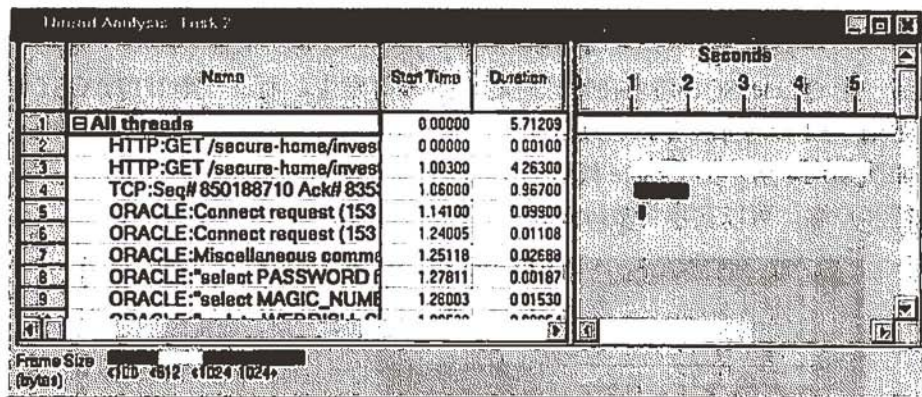 Thread Analysis: Task 2
Name Start Time Duration Seconds
0 1 2 3 4 5
1 All threads 0.00000 5.71209
2 HTTP:GET /secure-home/inves 0.00000 0.00100
3 HTTP:GET /secure-home/inves 1.00300 4.26300
4 TCP:Seq# 850188710 Ack# 835 1.06000 0.96700
5 ORACLE:Connect request (153 1.14100 0.09900
6 ORACLE:Connect request (153 1.24005 0.01108
7 ORACLE:Miscellaneous comm 1.25118 0.02688
8 ORACLE:"select PASSWORD 1.27811 0.00187
9 ORACLE:"select MAGIC_NUM 1.28003 0.01530
Frame Size
(bytes) <100 <512 <1024 1024+